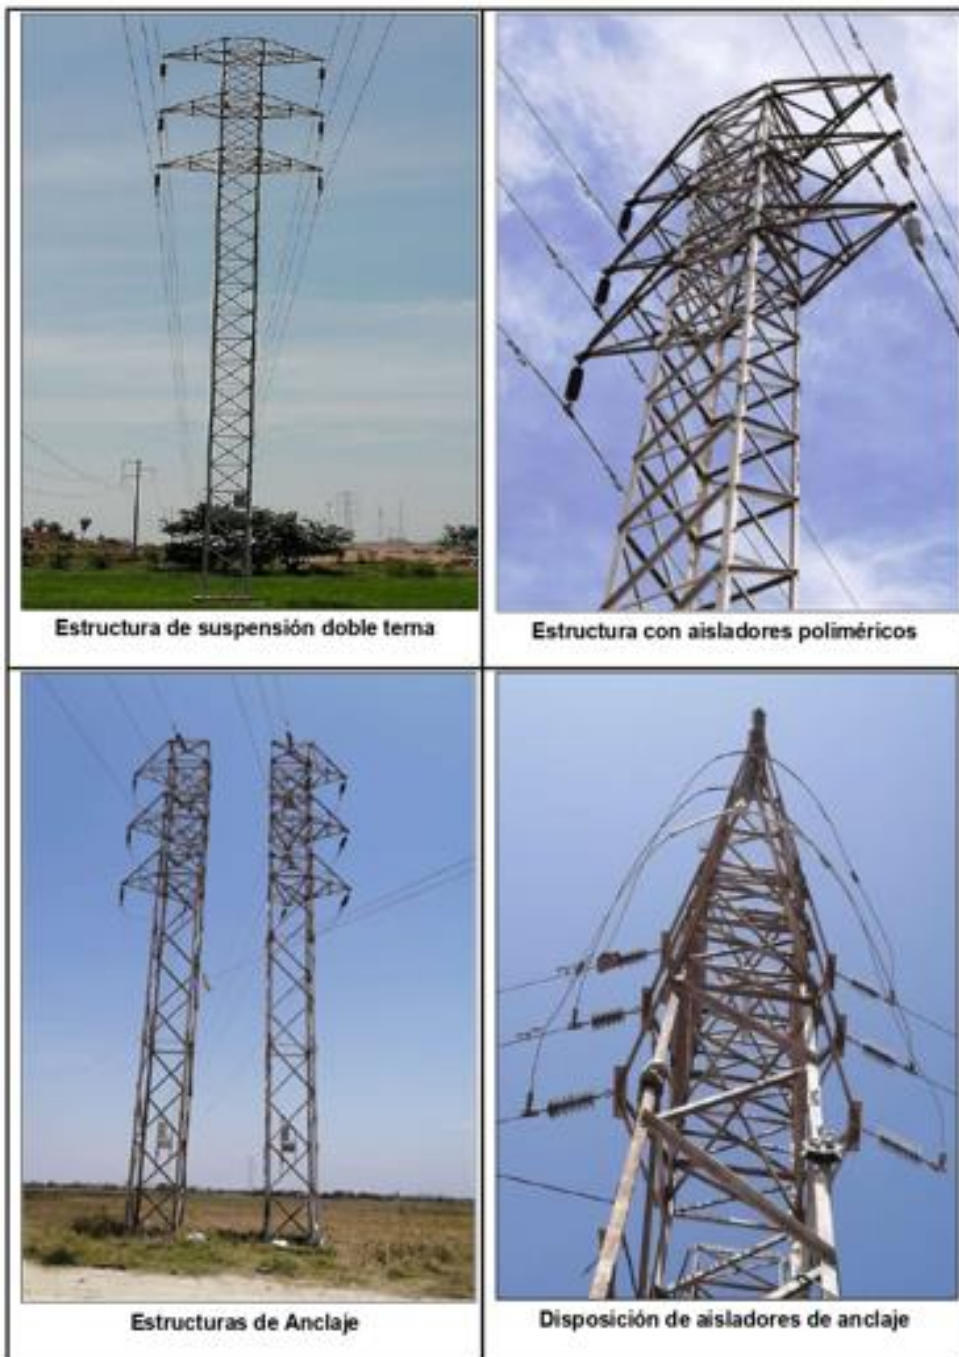 Estructura de suspensión doble terna
Estructura con aisladores poliméricos
Estructuras de Anclaje
Disposición de aisladores de anclaje